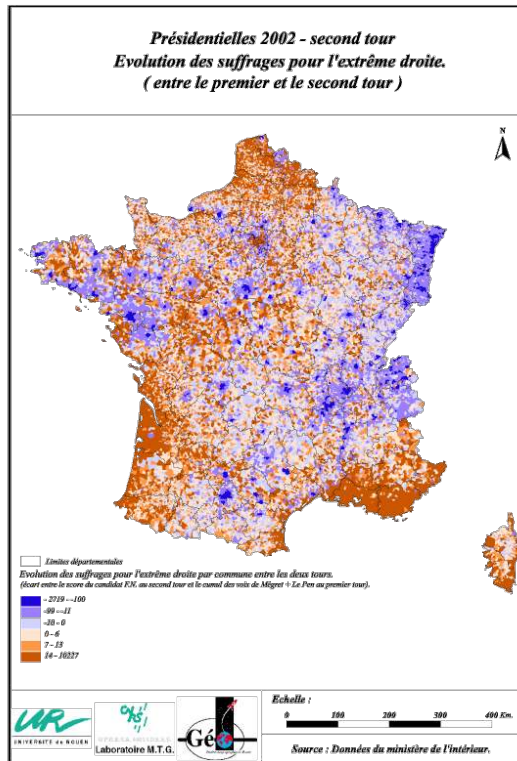 Présidentielles 2002 - second tour
Evolution des suffrages pour l'extrême droite.
( entre le premier et le second tour )
N
Limites départementales
Evolution des suffrages pour l'extrême droite par commune entre les deux tours.
(écart entre le score du candidat F.N. au second tour et le cumul des voix de Mégret + Le Pen au premier tour).
- 2719 - -100
-99 - -11
-10 - 0
0 - 6
7 - 13
14 - 10227
UR
UNIVERSITE DE ROUEN
CNRS
Laboratoire M.T.G.
Géo
Echelle :
0 100 200 300 400 Km.
Source : Données du ministère de l'intérieur.